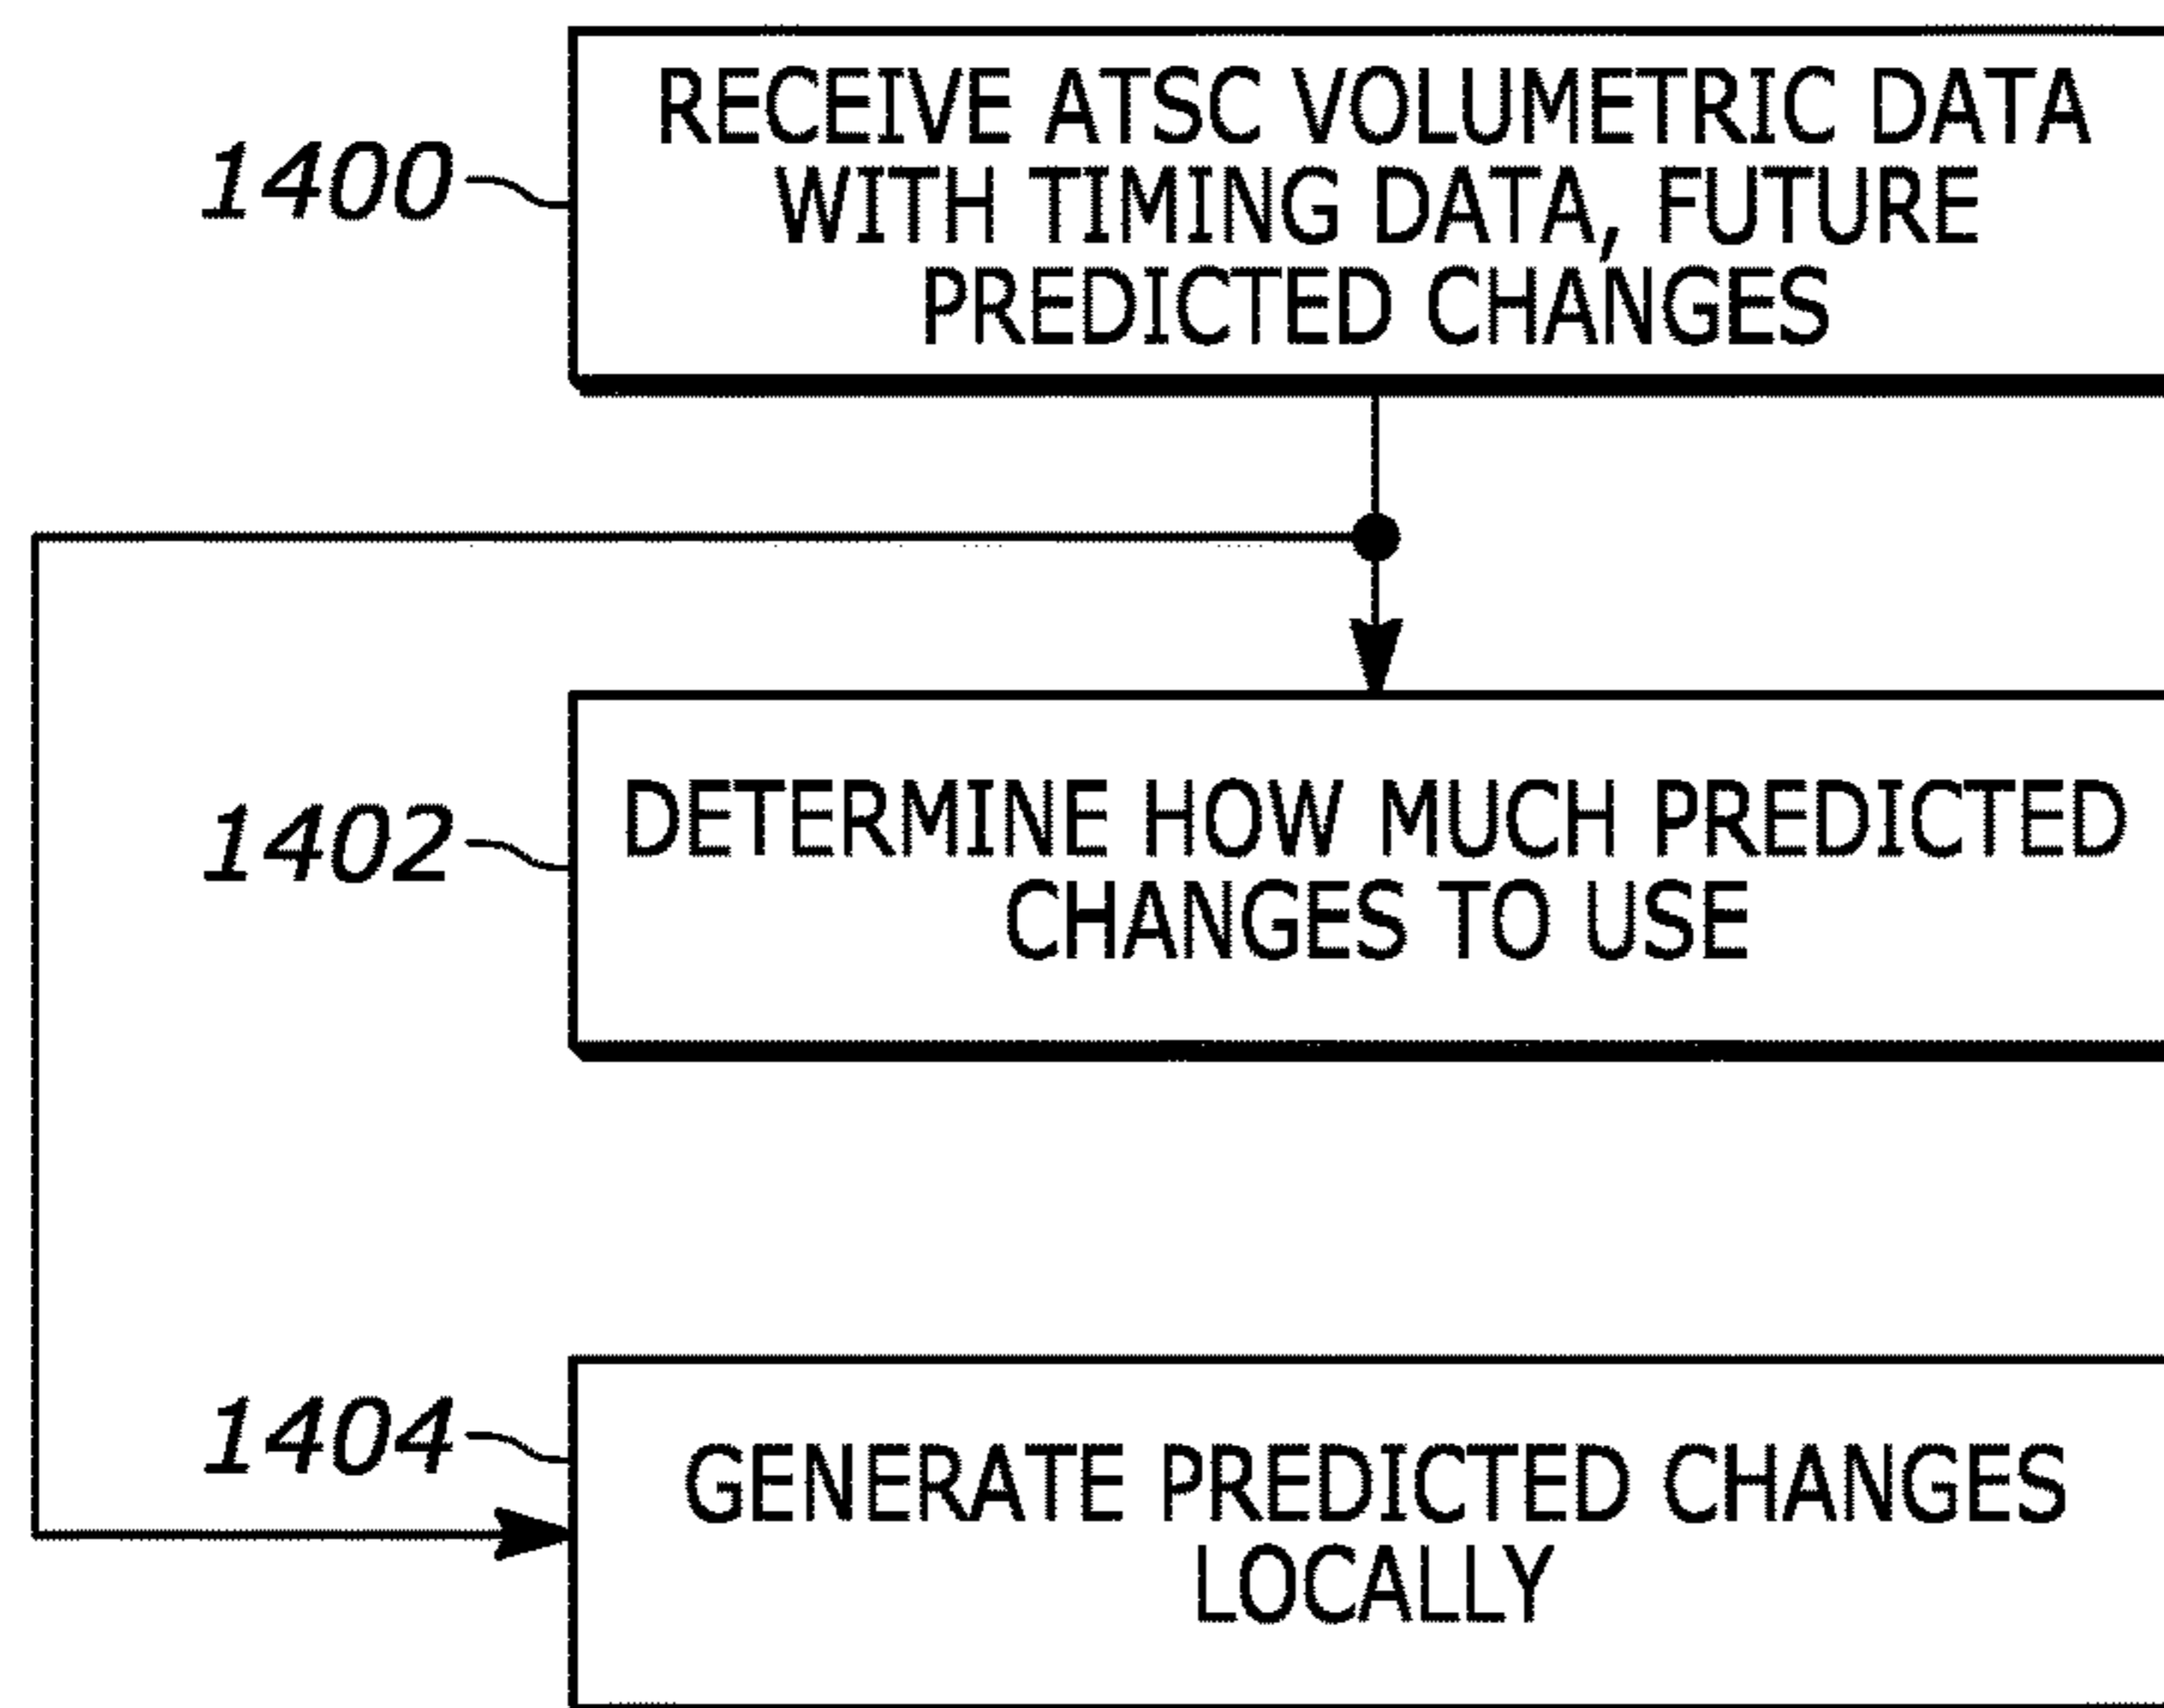 RECEIVE ATSC VOLUMETRIC DATA
1400
WITH TIMING DATA, FUTURE
PREDICTED CHANGES
1402
DETERMINE HOW MUCH PREDICTED
CHANGES TO USE
1404
GENERATE PREDICTED CHANGES
LOCALLY